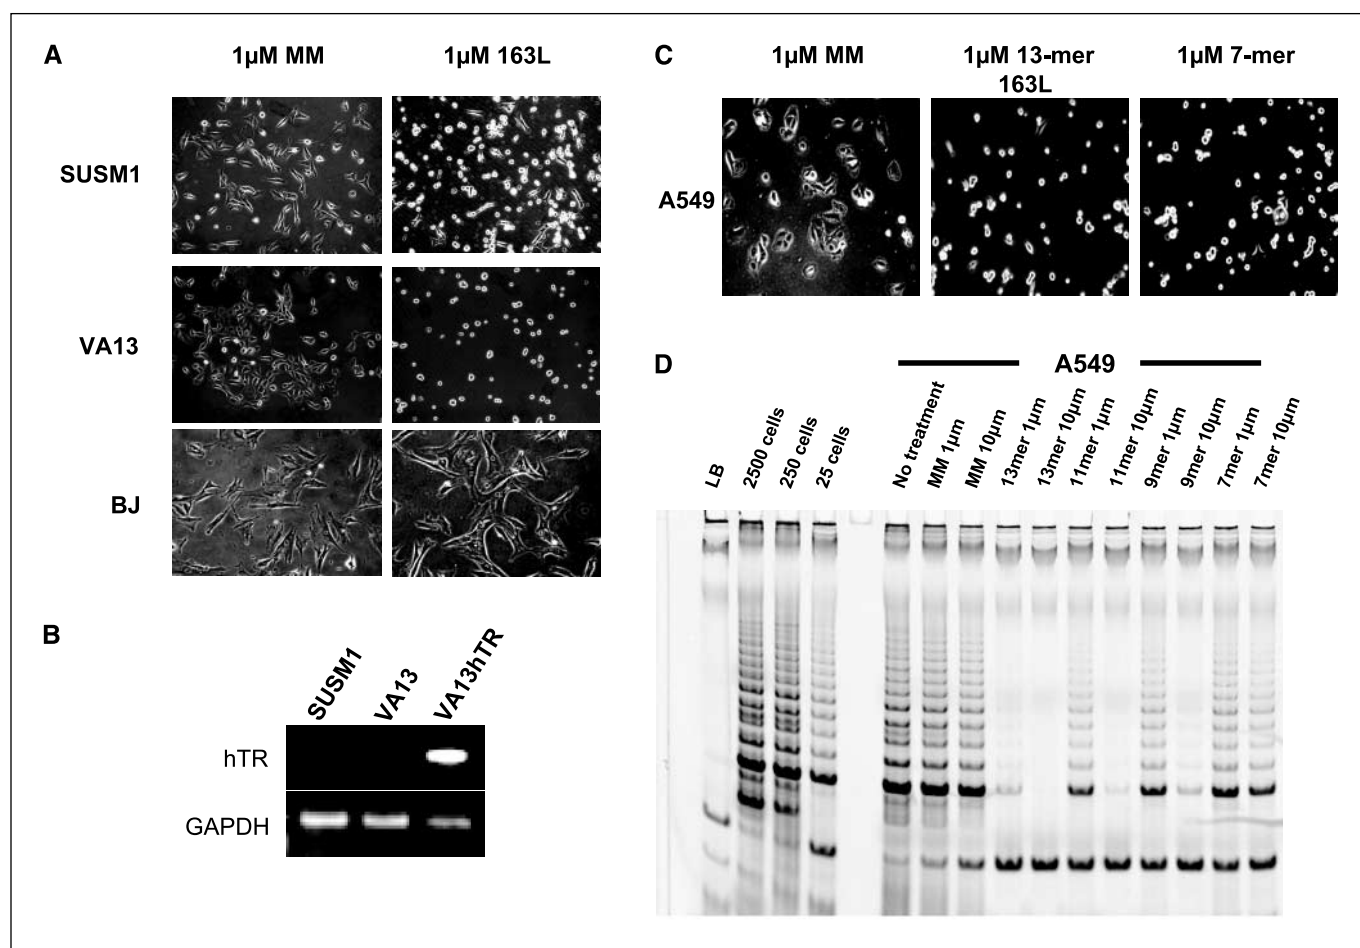 A
1µM MM
1µM 163L
SUSM1
VA13
BJ
B
SUSM1
VA13
VA13hTR
hTR
GAPDH
C
1µM MM
1µM 13-mer
163L
1µM 7-mer
A549
D
A549
LB
2500 cells
250 cells
25 cells
No treatment
MM 1µm
MM 10µm
13mer 1µm
13mer 10µm
11mer 1µm
11mer 10µm
9mer 1µm
9mer 10µm
7mer 1µm
7mer 10µm